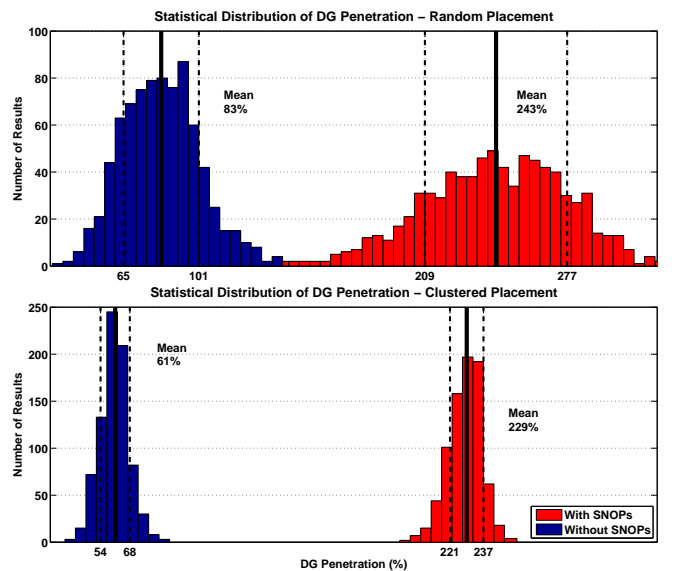 Statistical Distribution of DG Penetration – Random Placement
100
80
60
40
20
0
Number of Results
Mean
83%
Mean
243%
65
101
209
277
Statistical Distribution of DG Penetration – Clustered Placement
250
200
150
100
50
0
Number of Results
Mean
61%
Mean
229%
With SNOPs
Without SNOPs
54
68
221
237
DG Penetration (%)